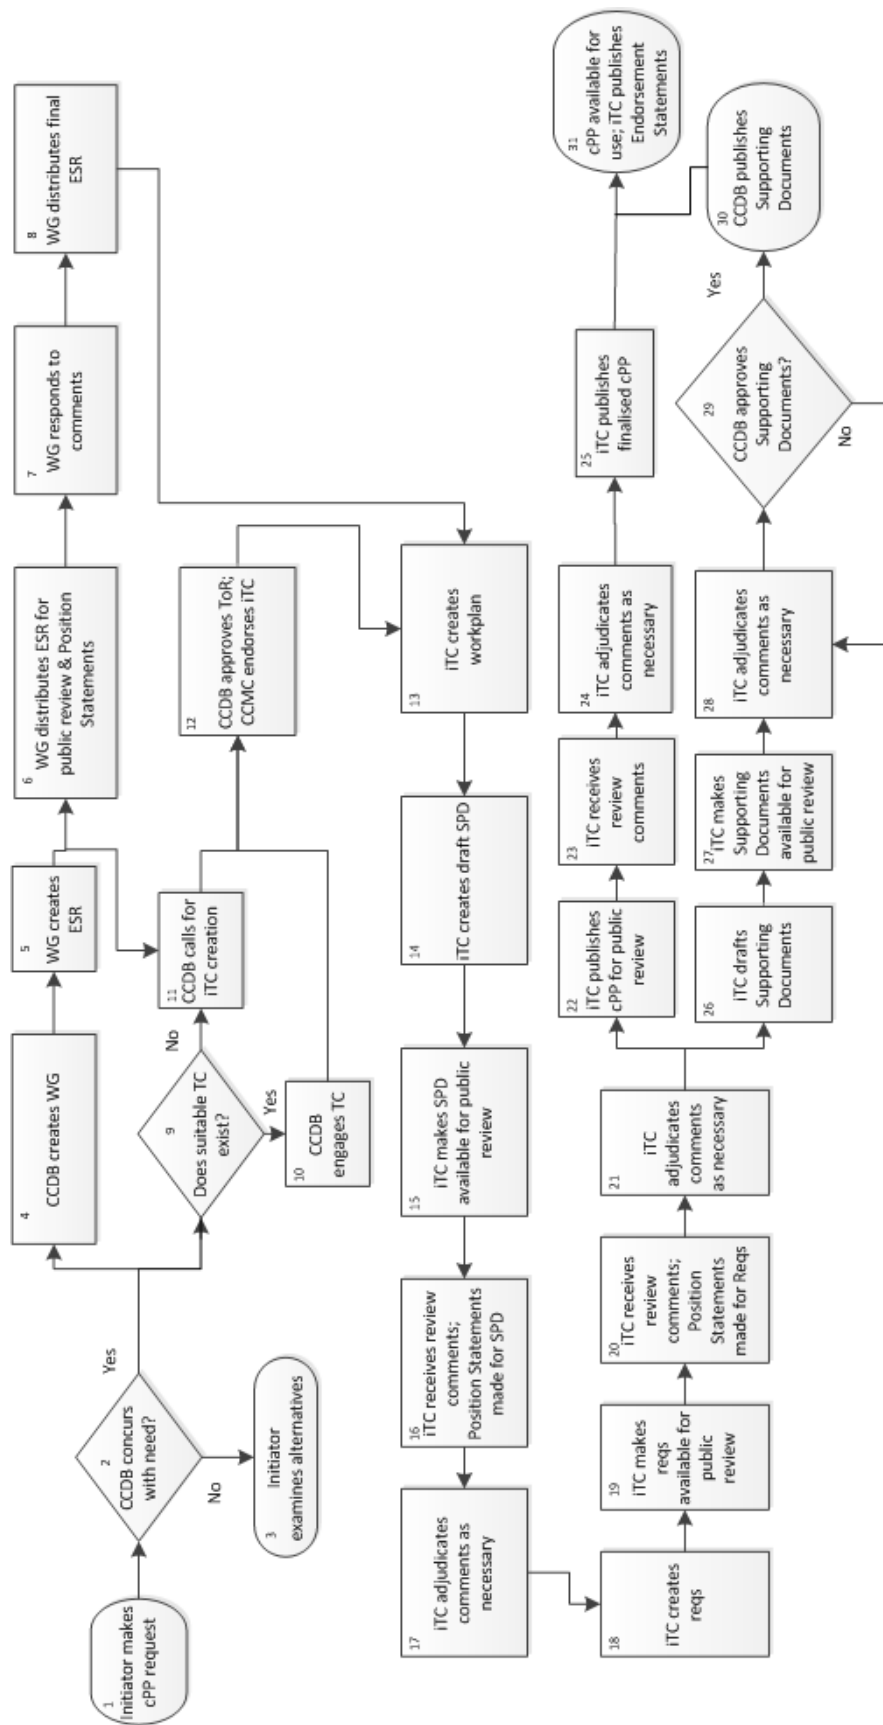 1
Initiator makes
cPP request
2
CCDB concurs
with need?
Yes
No
3
Initiator
examines alternatives
4
CCDB creates WG
5
WG creates
ESR
6
WG distributes ESR for
public review & Position
Statements
7
WG responds to
comments
8
WG distributes final
ESR
9
Does suitable TC
exist?
No
Yes
10
CCDB
engages TC
11
CCDB calls for
iTC creation
12
CCDB approves ToR;
CCMC endorses iTC
13
iTC creates
workplan
14
iTC creates draft SPD
15
iTC makes SPD
available for public
review
16
iTC receives review
comments;
Position Statements
made for SPD
17
iTC adjudicates
comments as
necessary
18
iTC creates
reqs
19
iTC makes
reqs
available for
public
review
20
iTC receives
review
comments;
Position
Statements
made for Reqs
21
iTC
adjudicates
comments
as necessary
22
iTC publishes
cPP for public
review
23
iTC receives
review
comments
24
iTC adjudicates
comments as
necessary
25
iTC publishes
finalised cPP
26
iTC drafts
Supporting
Documents
27
iTC makes
Supporting
Documents
available for
public review
28
iTC adjudicates
comments as
necessary
29
CCDB approves
Supporting
Documents?
Yes
No
30
CCDB publishes
Supporting
Documents
31
cPP available for
use; iTC publishes
Endorsement
Statements